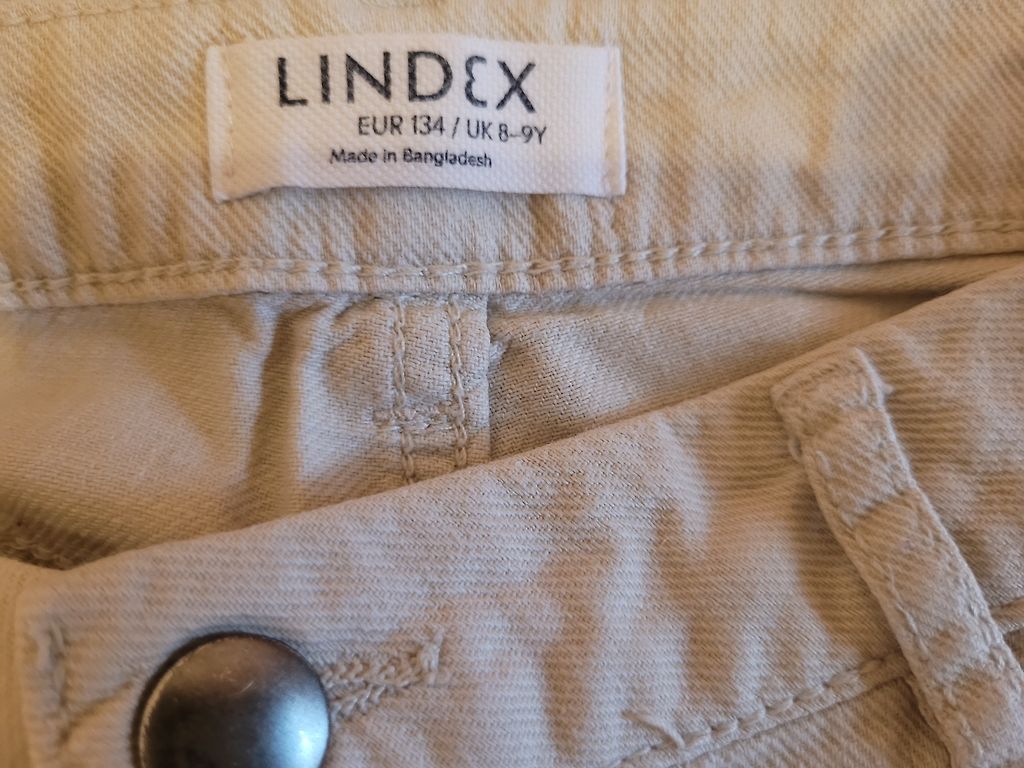 LINDEX
EUR 134 / UK 8–9Y
Made in Bangladesh